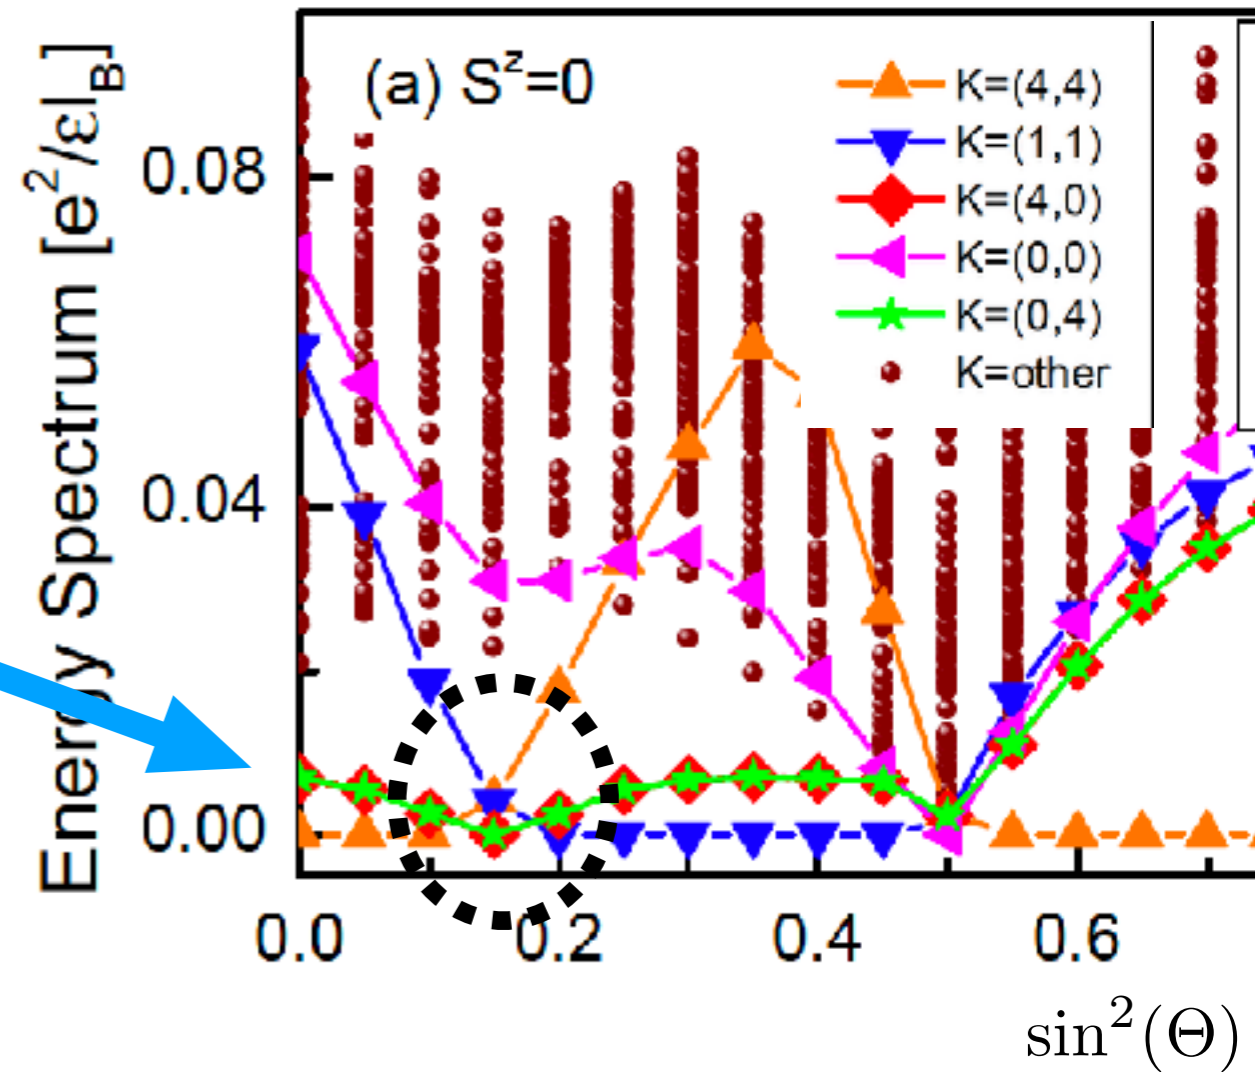 Energy Spectrum [e²/εl_B]
(a) S^z=0
K=(4,4)
K=(1,1)
K=(4,0)
K=(0,0)
K=(0,4)
K=other
0.08
0.04
0.00
0.0 0.2 0.4 0.6
sin²(Θ)